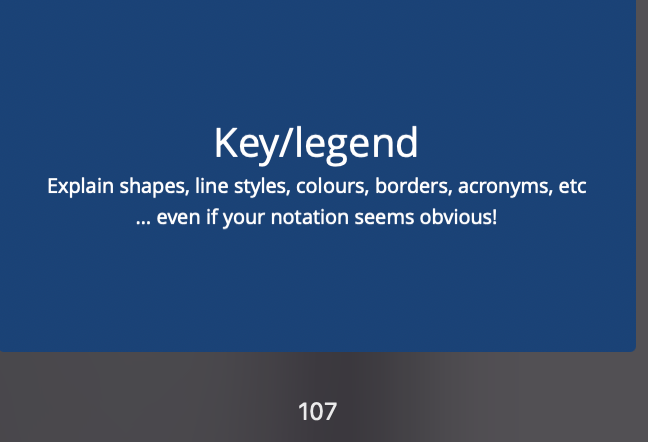 Key/legend
Explain shapes, line styles, colours, borders, acronyms, etc
... even if your notation seems obvious!
107